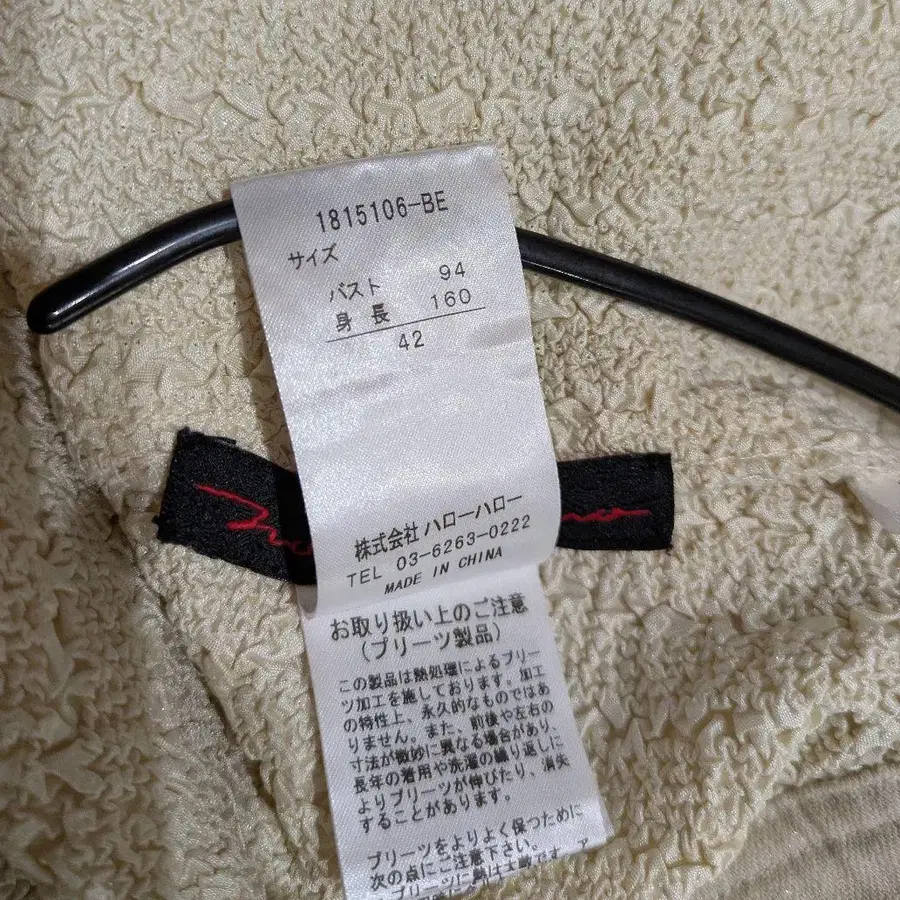 1815106-BE
サイズ
バスト 94
身長 160
42
株式会社 ハローハロー
TEL 03-6263-0222
MADE IN CHINA
お取り扱い上のご注意
(プリーツ製品)
この製品は熱処理によるプリー
ツ加工を施しております。加工
の特性上、永久的なものではあ
りません。また、前後や左右の
寸法が微妙に異なる場合があり、
長年の着用や洗濯の繰り返しに
よりプリーツが伸びたり、消失
することがあります。
プリーツをよりよく保つために
次の点にご注意下さい。
プリーツに熱は